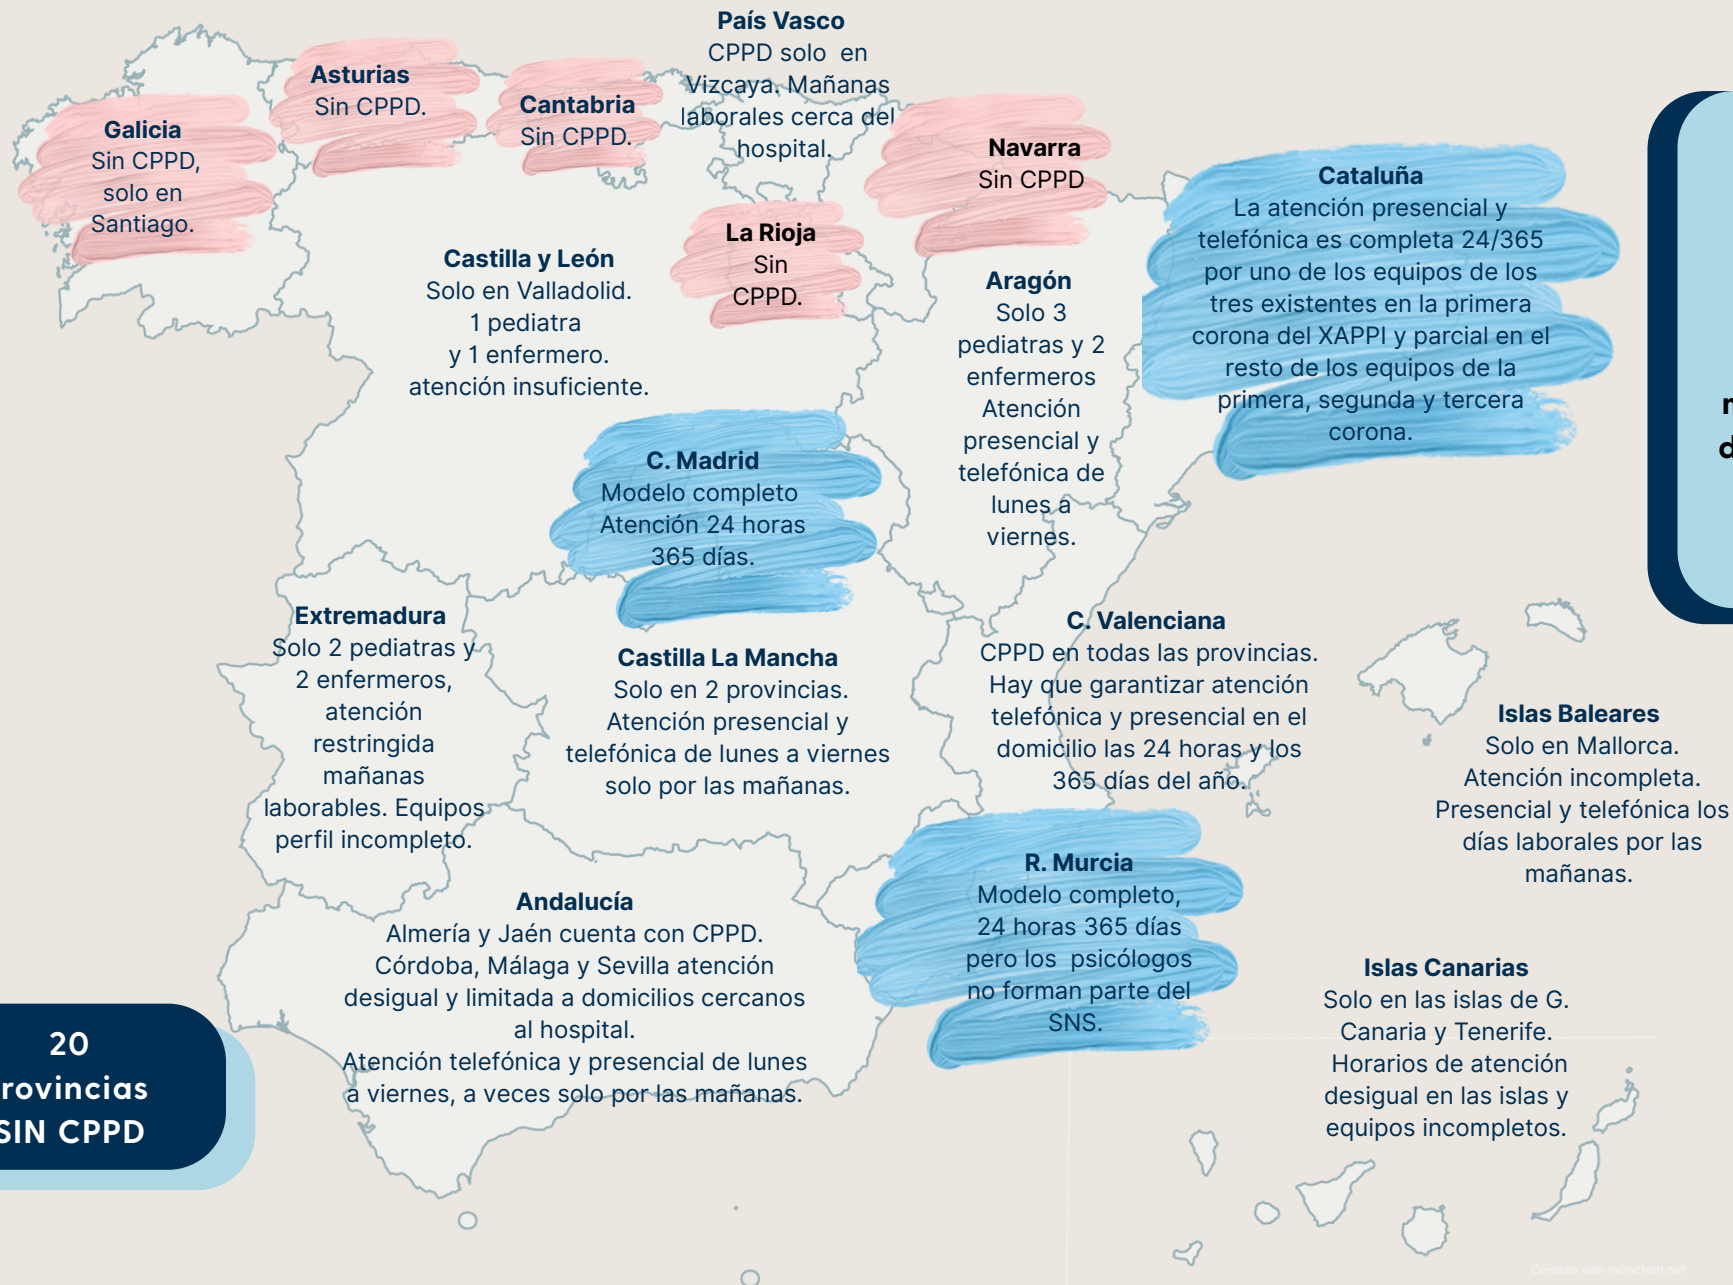 País Vasco
CPPD solo en
Vizcaya. Mañanas
laborales cerca del
hospital.
Asturias
Sin CPPD.
Cantabria
Sin CPPD.
Galicia
Sin CPPD,
solo en
Santiago.
Navarra
Sin CPPD
Cataluña
La atención presencial y
telefónica es completa 24/365
por uno de los equipos de los
tres existentes en la primera
corona del XAPPI y parcial en el
resto de los equipos de la
primera, segunda y tercera
corona.
La Rioja
Sin
CPPD.
Castilla y León
Solo en Valladolid.
1 pediatra
y 1 enfermero.
atención insuficiente.
Aragón
Solo 3
pediatras y 2
enfermeros
Atención
presencial y
telefónica de
lunes a
viernes.
C. Madrid
Modelo completo
Atención 24 horas
365 días.
Extremadura
Solo 2 pediatras y
2 enfermeros,
atención
restringida
mañanas
laborables. Equipos
perfil incompleto.
Castilla La Mancha
Solo en 2 provincias.
Atención presencial y
telefónica de lunes a viernes
solo por las mañanas.
C. Valenciana
CPPD en todas las provincias.
Hay que garantizar atención
telefónica y presencial en el
domicilio las 24 horas y los
365 días del año.
Islas Baleares
Solo en Mallorca.
Atención incompleta.
Presencial y telefónica los
días laborales por las
mañanas.
R. Murcia
Modelo completo,
24 horas 365 días
pero los psicólogos
no forman parte del
SNS.
Andalucía
Almería y Jaén cuenta con CPPD.
Córdoba, Málaga y Sevilla atención
desigual y limitada a domicilios cercanos
al hospital.
Atención telefónica y presencial de lunes
a viernes, a veces solo por las mañanas.
Islas Canarias
Solo en las islas de G.
Canaria y Tenerife.
Horarios de atención
desigual en las islas y
equipos incompletos.
20
rovincias
SIN CPPD
Created with mapchart.net